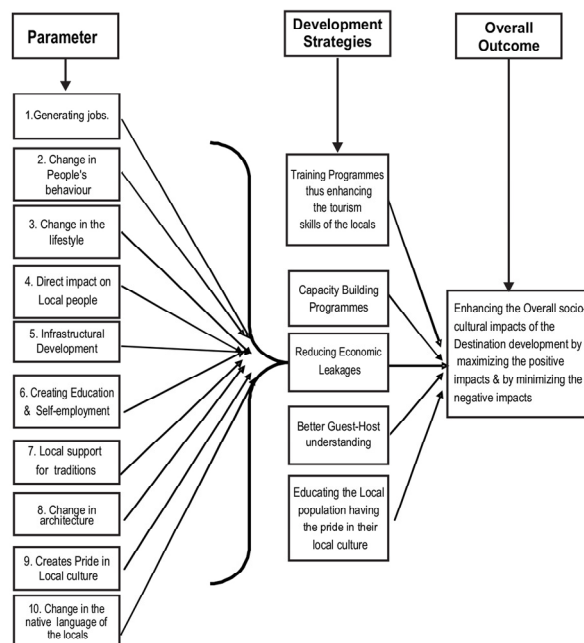 Parameter
1.Generating jobs.
2. Change in
People's
behaviour
3. Change in the
lifestyle
4. Direct impact on
Local people
5. Infrastructural
Development
6. Creating Education
& Self-employment
7. Local support
for traditions
8. Change in
architecture
9. Creates Pride in
Local culture
10. Change in the
native language of
the locals
Development
Strategies
Training Programmes
thus enhancing
the tourism
skills of the locals
Capacity Building
Programmes
Reducing Economic
Leakages
Better Guest-Host
understanding
Educating the Local
population having
the pride in their
local culture
Overall
Outcome
Enhancing the Overall socio-
cultural impacts of the
Destination development by
maximizing the positive
impacts & by minimizing the
negative impacts